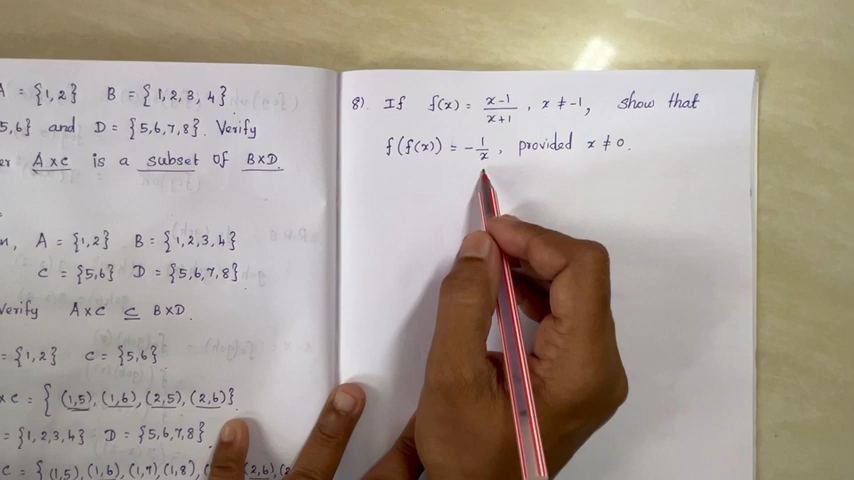 A = {1,2} B = {1,2,3,4}
5,6} and D = {5,6,7,8}. Verify
A×C is a subset of B×D.
A = {1,2} B = {1,2,3,4}
C = {5,6} D = {5,6,7,8}.
Verify A×C ⊆ B×D.
= {1,2} C = {5,6}
×C = {(1,5), (1,6), (2,5), (2,6)}.
= {1,2,3,4} D = {5,6,7,8}
= {(1,5), (1,6), (1,7), (1,8), (2,6), (2
8). If f(x) = (x-1)/(x+1), x ≠ -1, show that
f(f(x)) = -1/x, provided x ≠ 0.